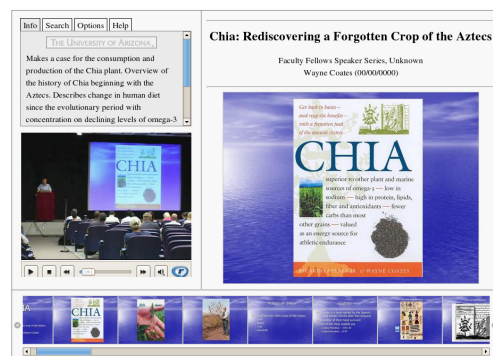 Info Search Options Help
THE UNIVERSITY OF ARIZONA.
Makes a case for the consumption and
production of the Chia plant. Overview of
the history of Chia beginning with the
Aztecs. Describes change in human diet
since the evolutionary period with
concentration on declining levels of omega-3
CHIA
Chia: Rediscovering a Forgotten Crop of the Aztecs
Faculty Fellows Speaker Series, Unknown
Wayne Coates (00/00/0000)
Get back to basics—
and reap the benefits—
with a forgotten food
of the ancient Aztecs
CHIA
superior to other plant and marine
sources of omega-3 — low in
sodium — high in protein, lipids,
fiber and antioxidants — fewer
carbs than most
other grains — valued
as an energy source for
athletic endurance
RICARDO AYERZA JR. & WAYNE COATES
CHIA